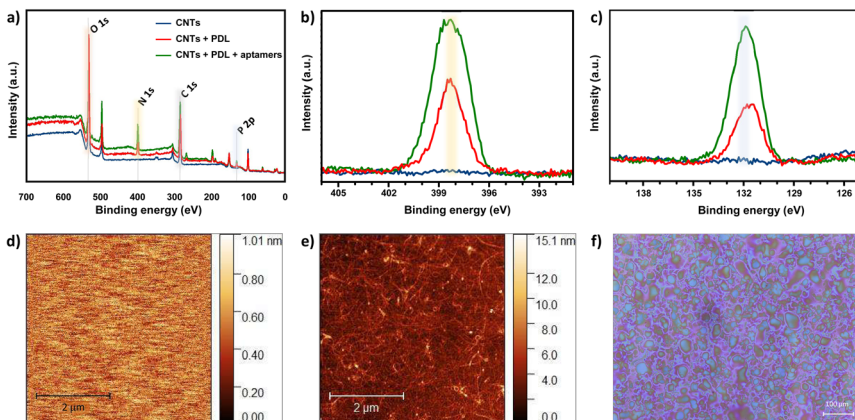 a)
O 1s
CNTs
CNTs + PDL
CNTs + PDL + aptamers
N 1s
C 1s
P 2p
Intensity (a.u.)
700 600 500 400 300 200 100 0
Binding energy (eV)
b)
Intensity (a.u.)
405 399 396 393
Binding energy (eV)
c)
Intensity (a.u.)
138 135 132 129 126
Binding energy (eV)
d)
2 µm
1.01 nm
0.80
0.60
0.40
0.20
0.00
e)
2 µm
15.1 nm
12.0
10.0
8.0
6.0
4.0
0.0
f)
100 µm